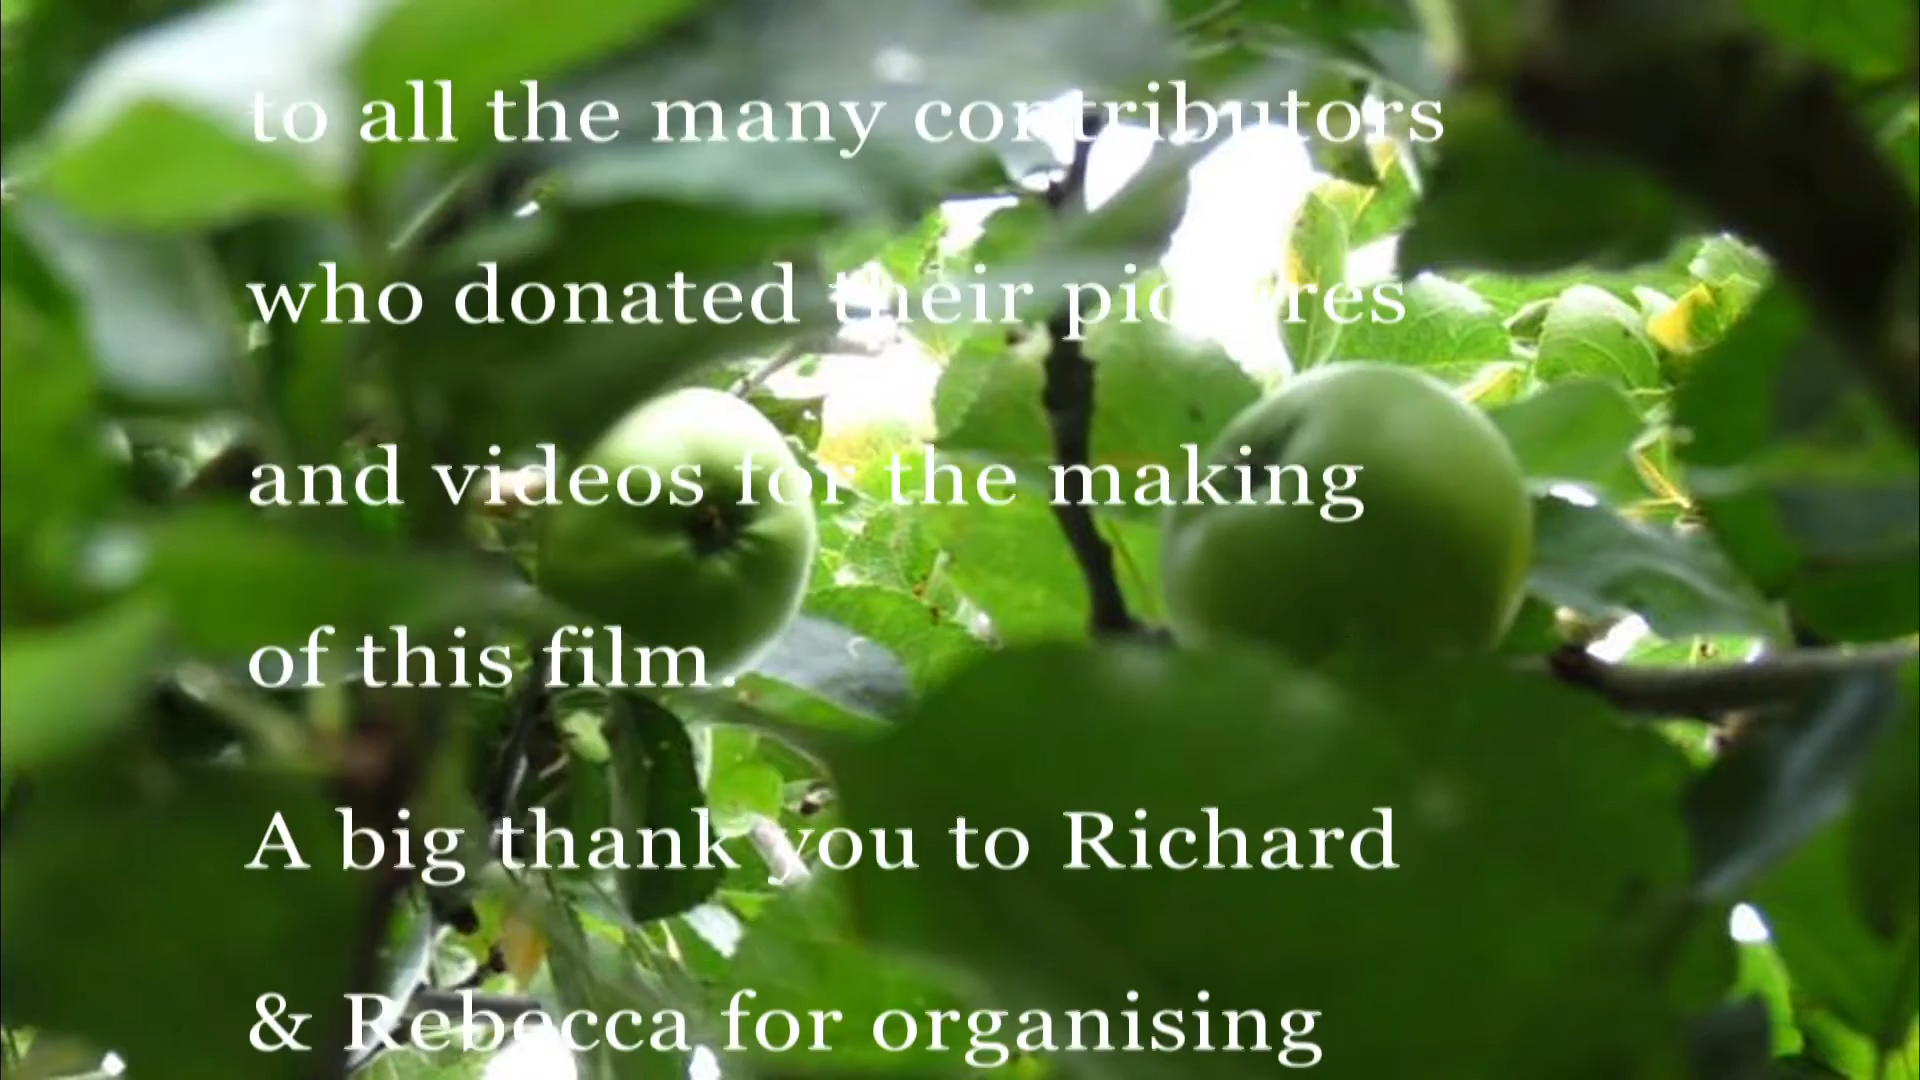 to all the many contributors
who donated their pictures
and videos for the making
of this film.
A big thank you to Richard
& Rebecca for organising